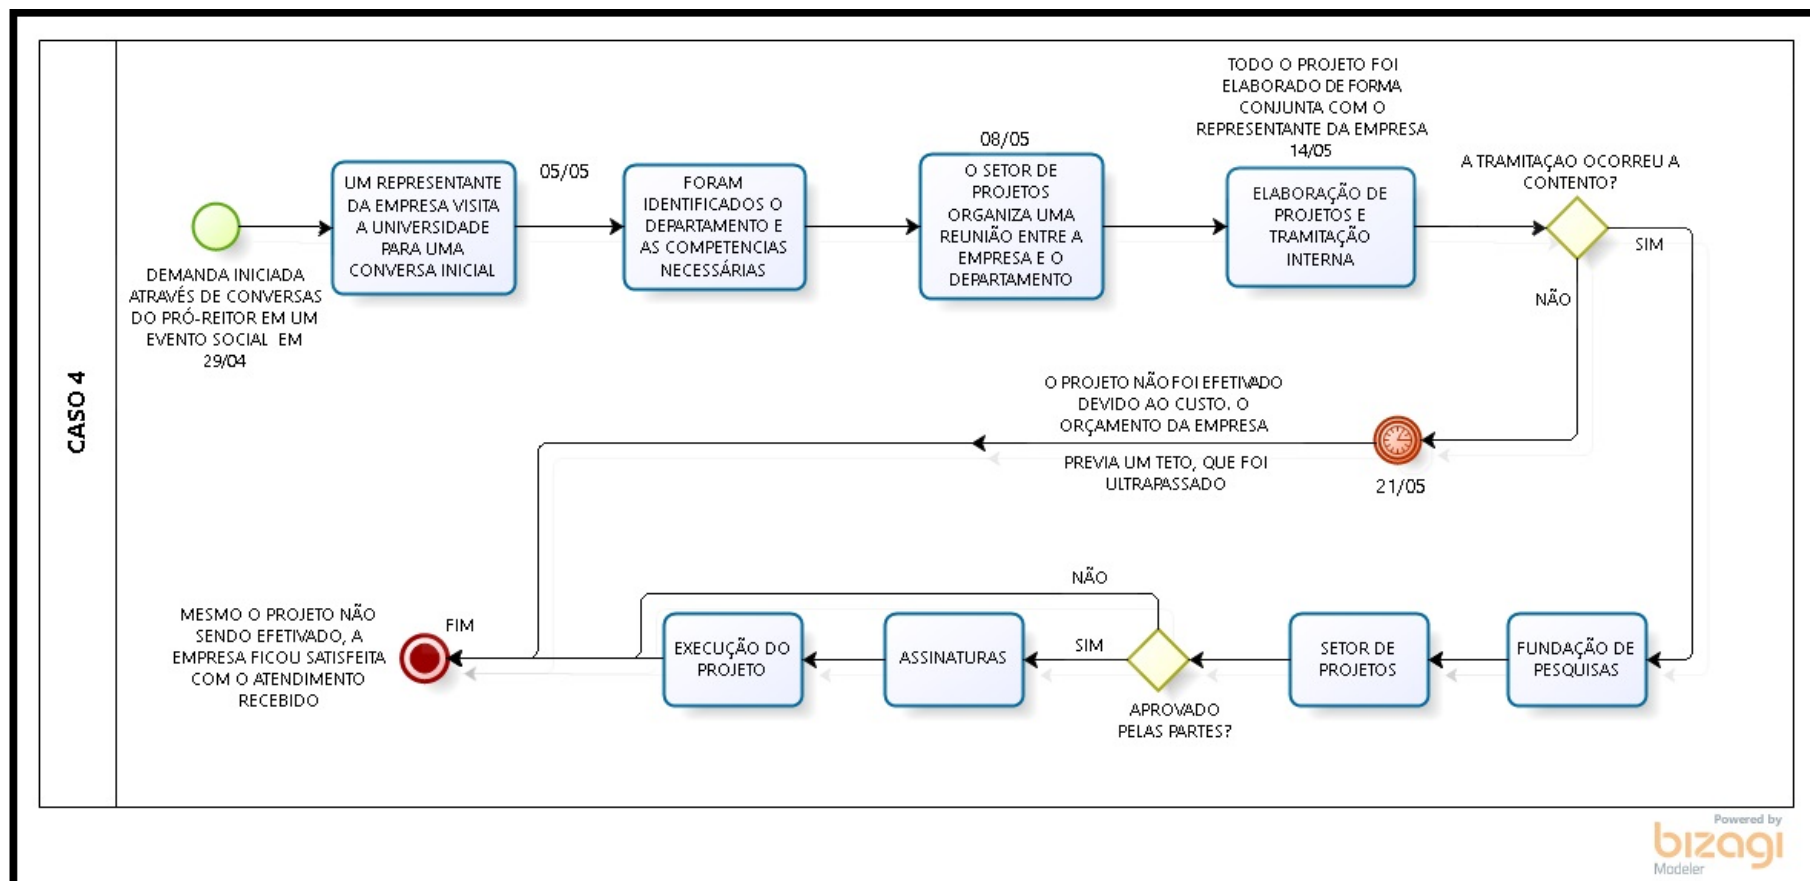 CASO 4
DEMANDA INICIADA
ATRAVÉS DE CONVERSAS
DO PRÓ-REITOR EM UM
EVENTO SOCIAL EM
29/04
UM REPRESENTANTE
DA EMPRESA VISITA
A UNIVERSIDADE
PARA UMA
CONVERSA INICIAL
05/05
FORAM
IDENTIFICADOS O
DEPARTAMENTO E
AS COMPETENCIAS
NECESSÁRIAS
08/05
O SETOR DE
PROJETOS
ORGANIZA UMA
REUNIÃO ENTRE A
EMPRESA E O
DEPARTAMENTO
TODO O PROJETO FOI
ELABORADO DE FORMA
CONJUNTA COM O
REPRESENTANTE DA EMPRESA
14/05
ELABORAÇÃO DE
PROJETOS E
TRAMITAÇÃO
INTERNA
A TRAMITAÇAO OCORREU A
CONTENTO?
SIM
NÃO
O PROJETO NÃO FOI EFETIVADO
DEVIDO AO CUSTO. O
ORÇAMENTO DA EMPRESA
PREVIA UM TETO, QUE FOI
ULTRAPASSADO
21/05
FUNDAÇÃO DE
PESQUISAS
SETOR DE
PROJETOS
APROVADO
PELAS PARTES?
NÃO
SIM
ASSINATURAS
EXECUÇÃO DO
PROJETO
FIM
MESMO O PROJETO NÃO
SENDO EFETIVADO, A
EMPRESA FICOU SATISFEITA
COM O ATENDIMENTO
RECEBIDO
Powered by
bizagi
Modeler